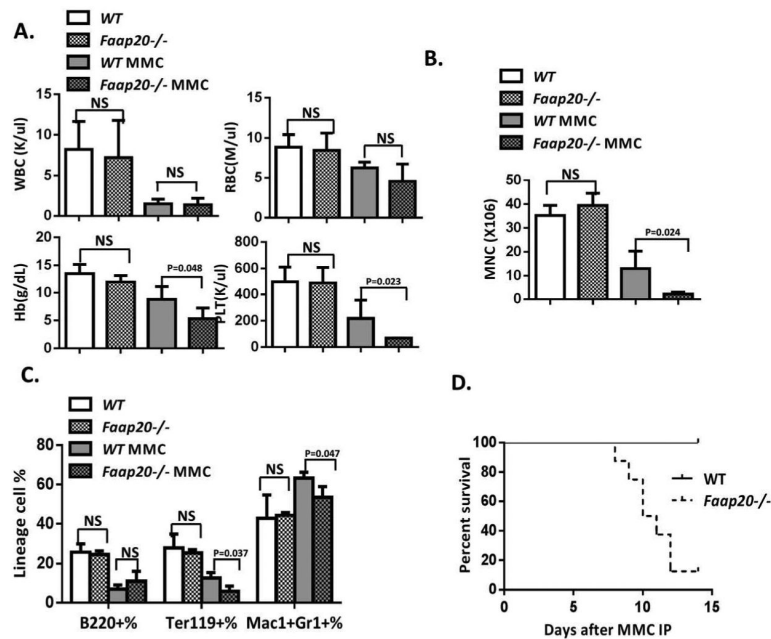 A.
WT
Faap20-/-
WT MMC
Faap20-/- MMC
WBC (K/ul)
15
10
5
0
NS
NS
RBC(M/ul)
15
10
5
0
NS
NS
Hb(g/dL)
20
15
10
5
0
NS
P=0.048
PLT(K/ul)
800
600
400
200
0
NS
P=0.023
B.
WT
Faap20-/-
WT MMC
Faap20-/- MMC
MNC (X106)
50
40
30
20
10
0
NS
P=0.024
C.
WT
Faap20-/-
WT MMC
Faap20-/- MMC
Lineage cell %
80
60
40
20
0
NS
NS
NS
P=0.037
NS
P=0.047
B220+% Ter119+% Mac1+Gr1+%
D.
Percent survival
100
80
60
40
20
0
0 5 10 15
Days after MMC IP
WT
Faap20-/-